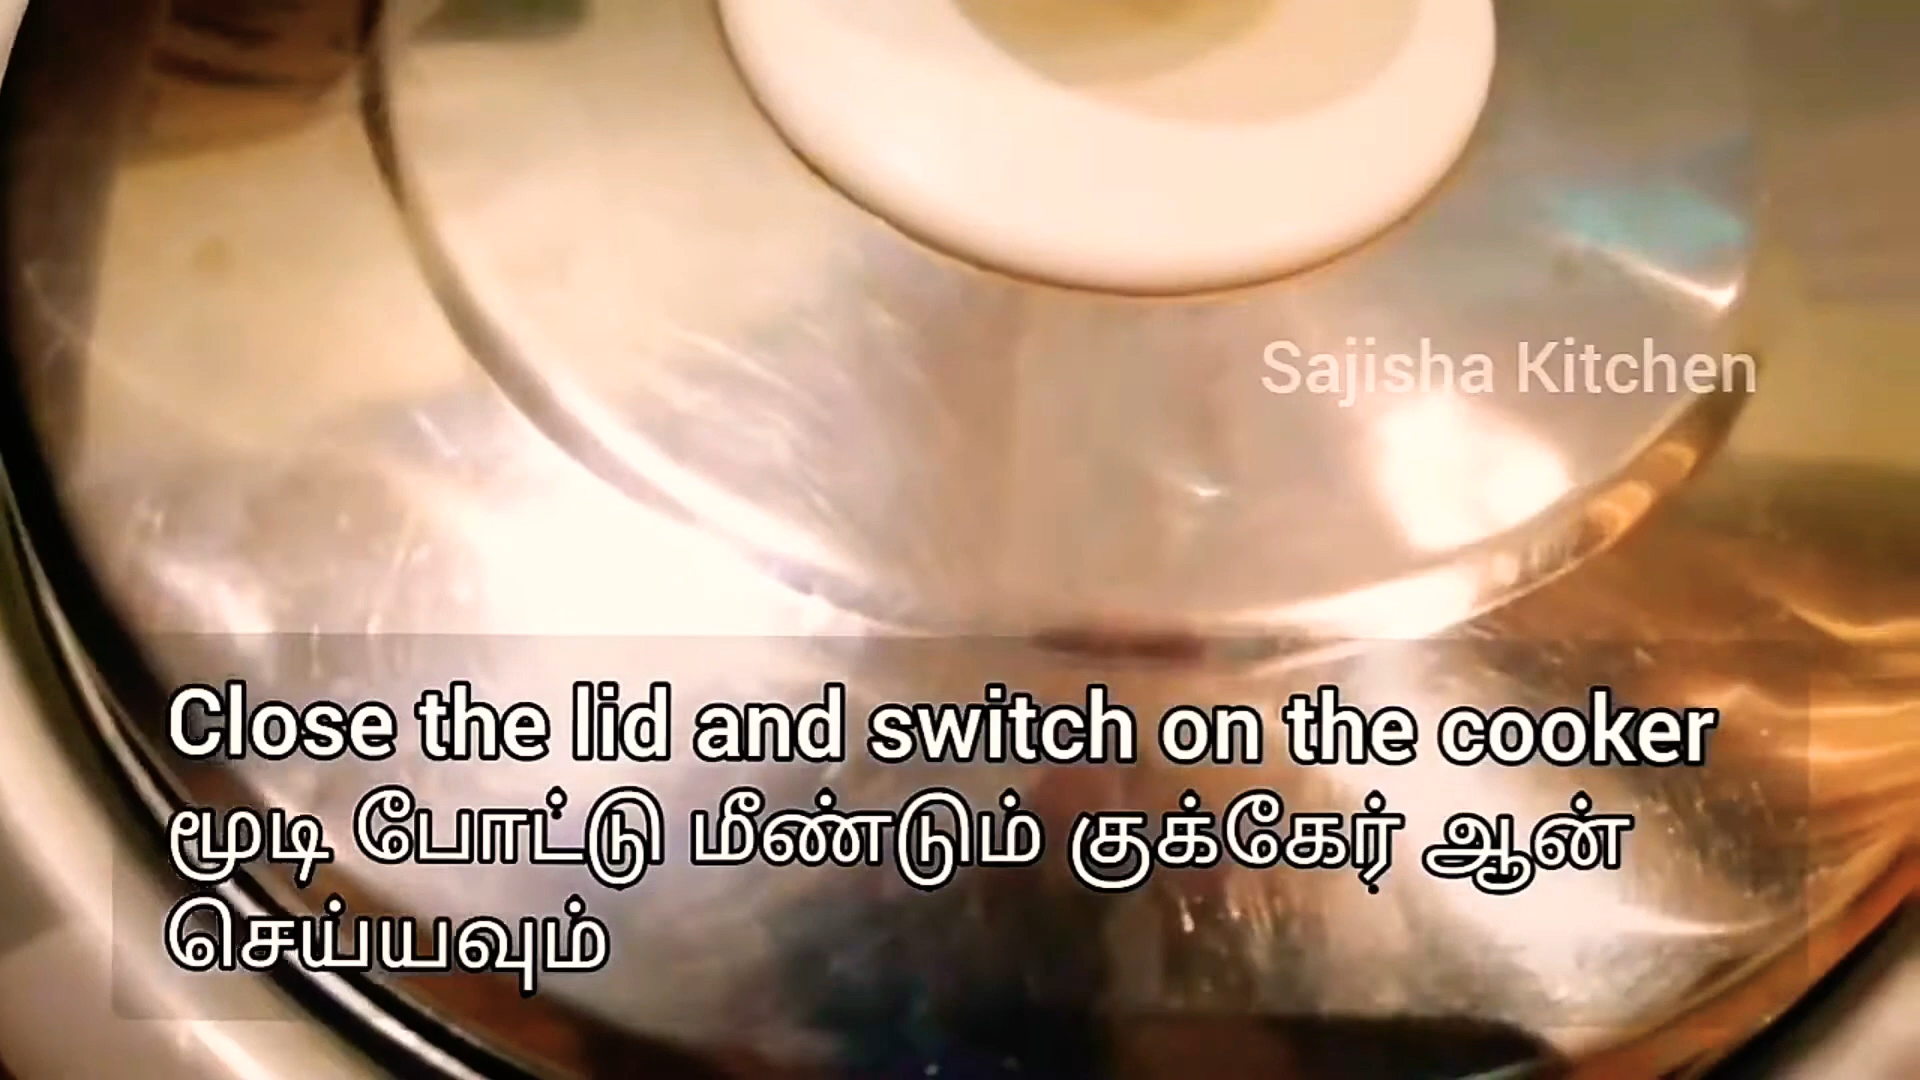 Sajisha Kitchen
Close the lid and switch on the cooker
மூடி போட்டு மீண்டும் குக்கேர் ஆன்
செய்யவும்